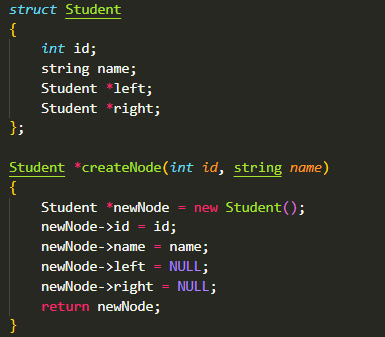 struct Student
{
    int id;
    string name;
    Student *left;
    Student *right;
};

Student *createNode(int id, string name)
{
    Student *newNode = new Student();
    newNode->id = id;
    newNode->name = name;
    newNode->left = NULL;
    newNode->right = NULL;
    return newNode;
}